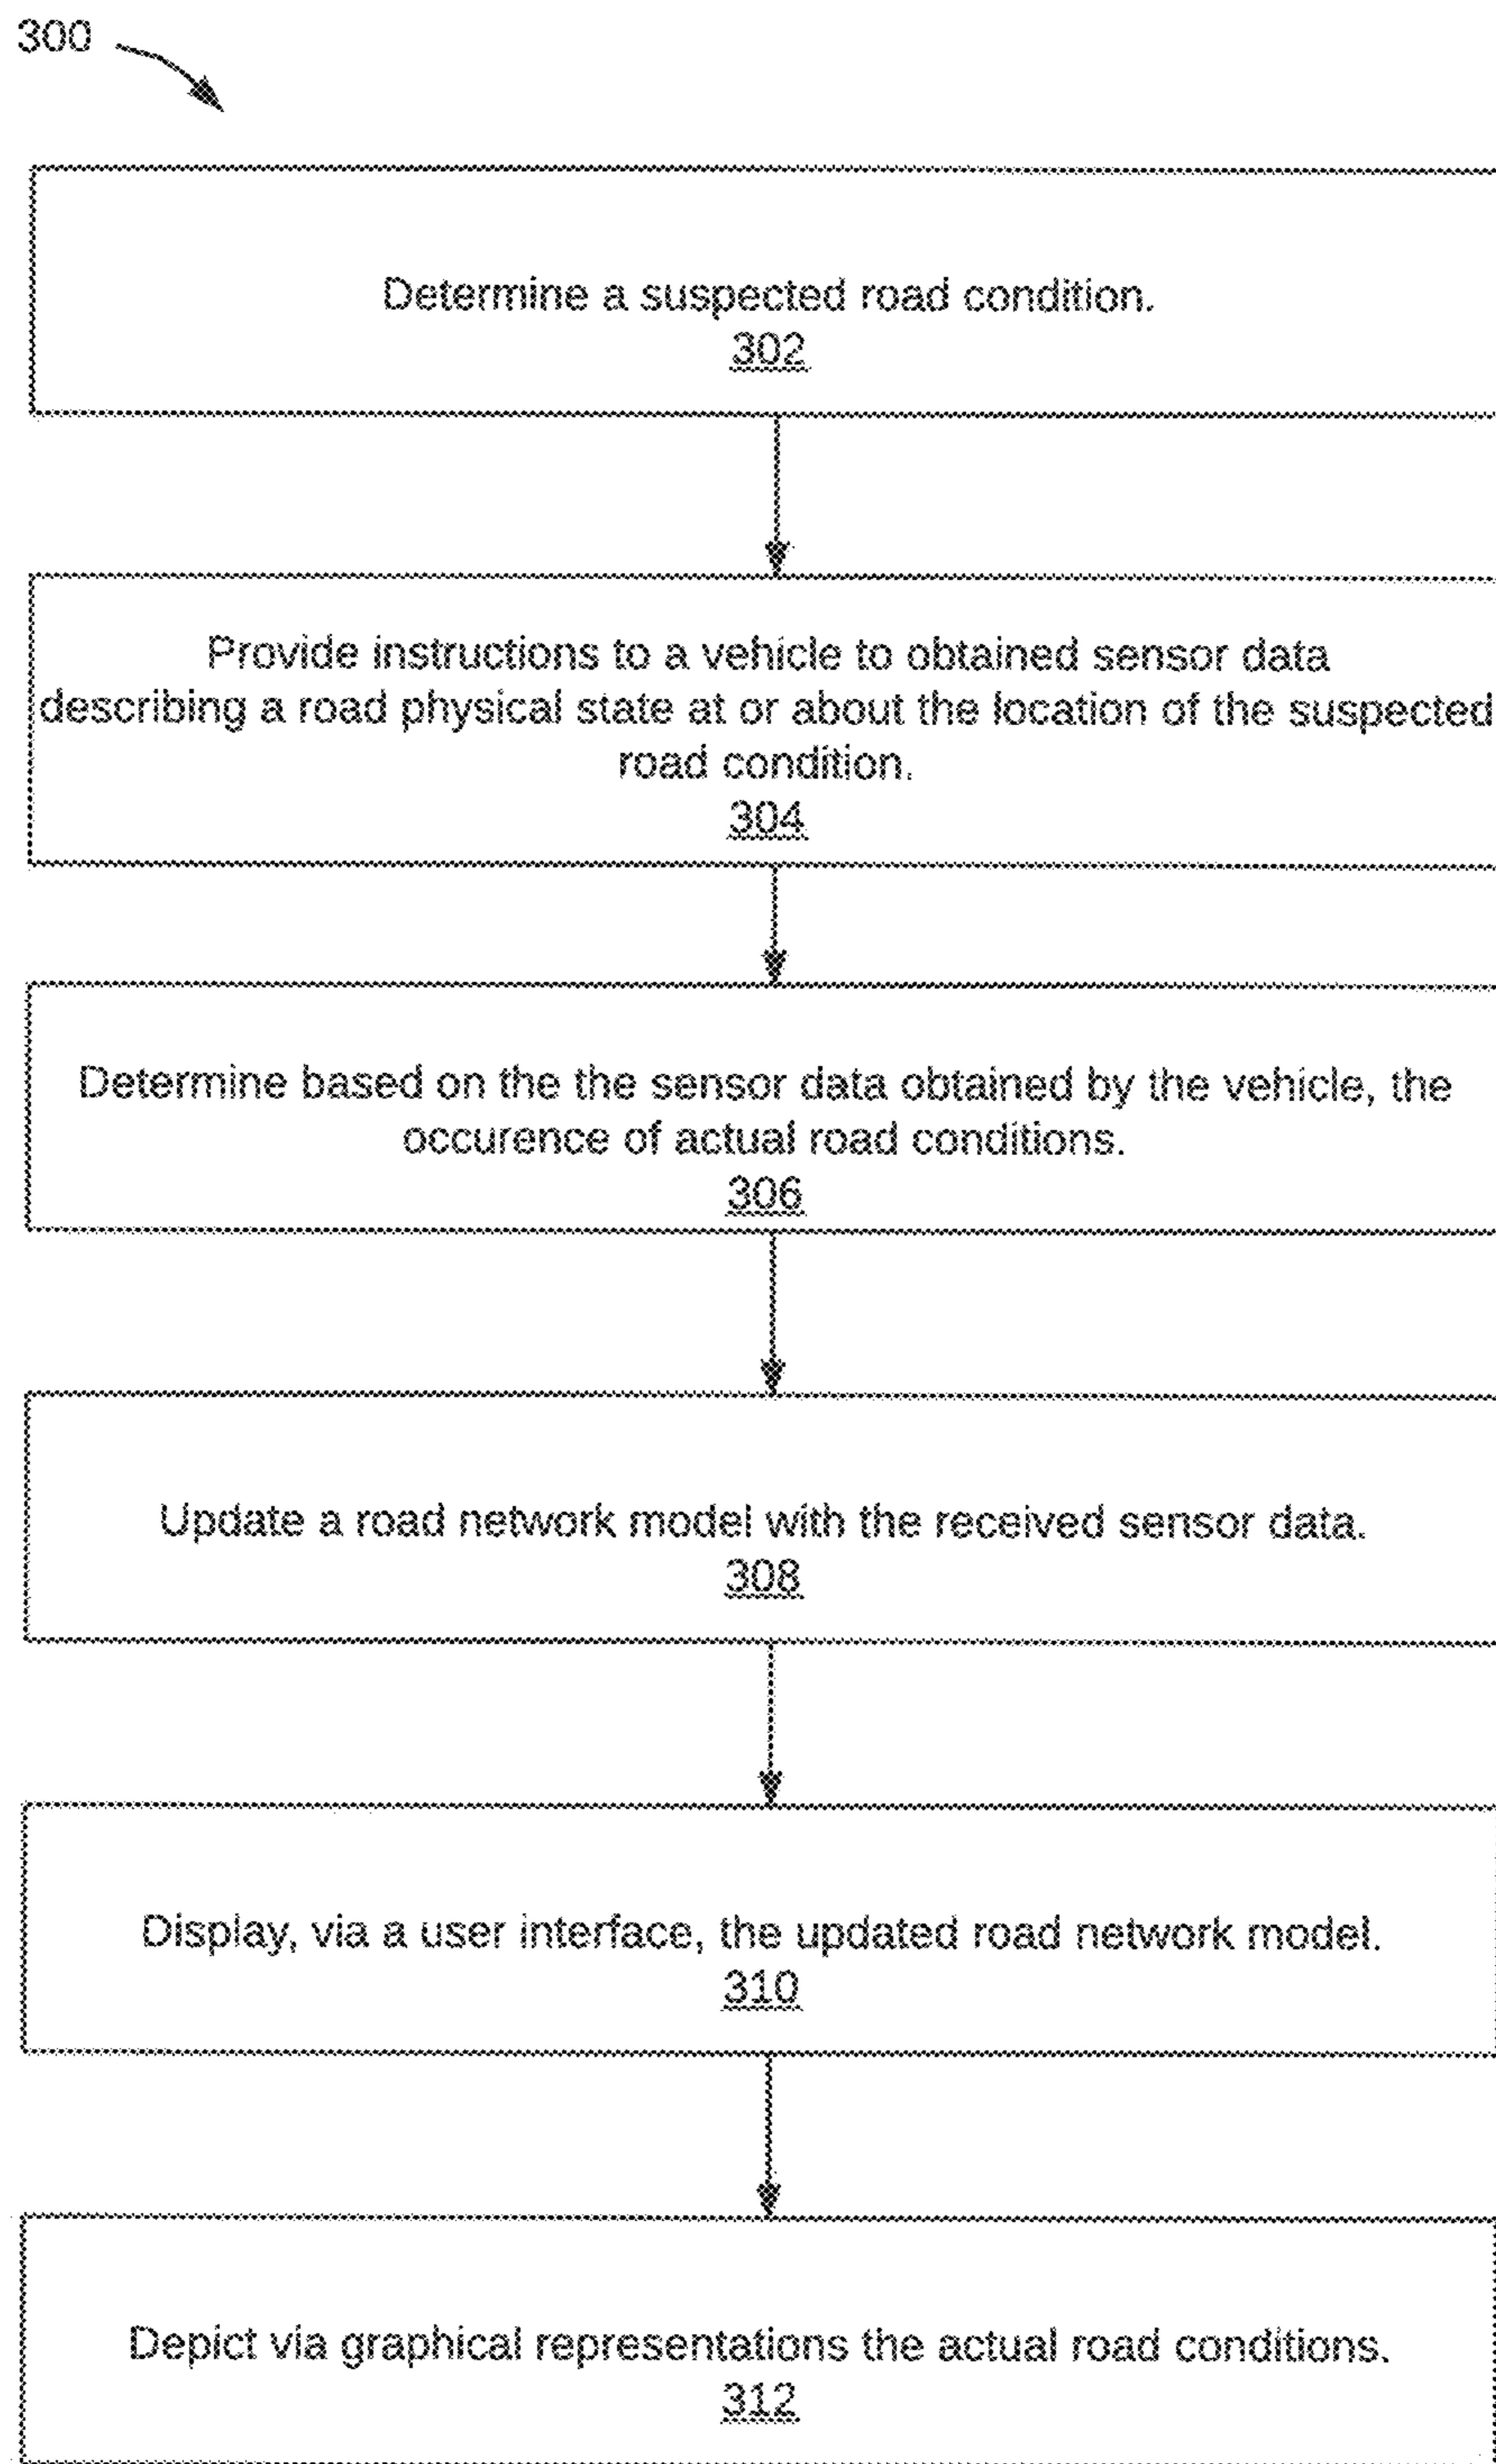 300
Determine a suspected road condition.
302
Provide instructions to a vehicle to obtained sensor data
describing a road physical state at or about the location of the suspected
road condition.
304
Determine based on the the sensor data obtained by the vehicle, the
occurence of actual road conditions.
306
Update a road network model with the received sensor data.
308
Display, via a user interface, the updated road network model.
310
Depict via graphical representations the actual road conditions.
312